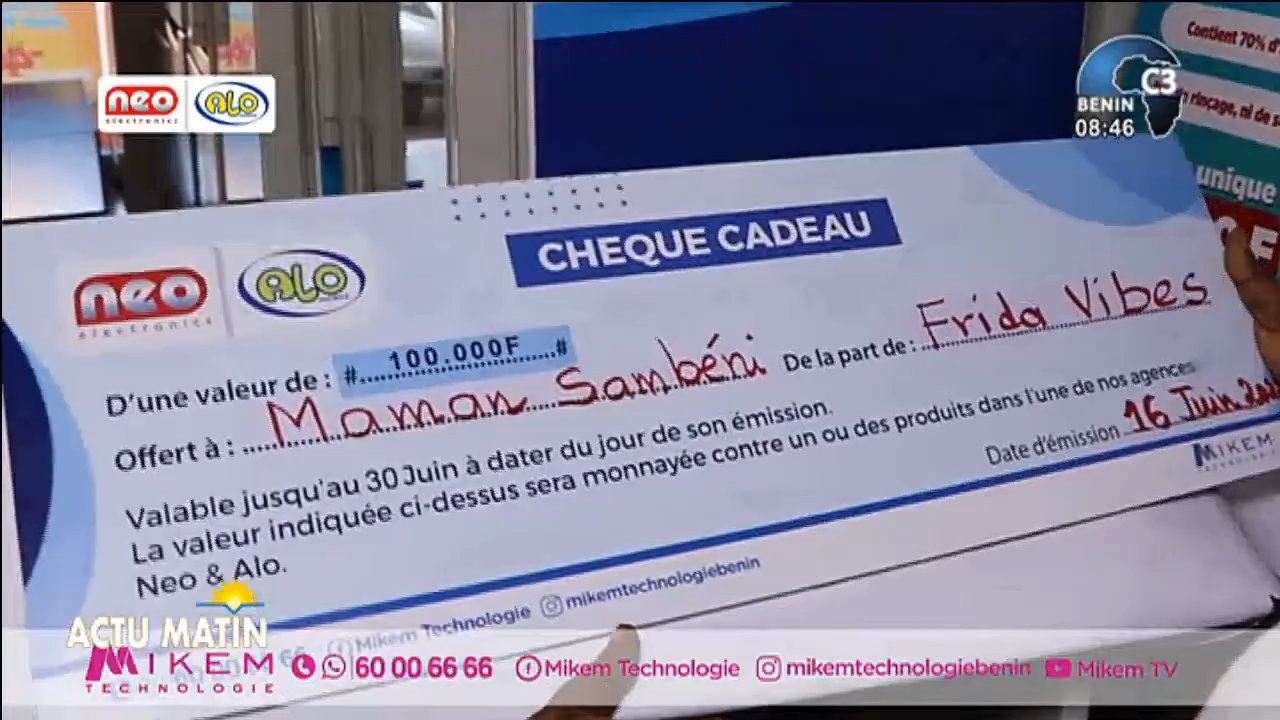 neo
electronics
ALO
C3
BENIN
08:46
Contient 70%
rinçage, ni de
unique
CHEQUE CADEAU
neo
electronics
ALO
D'une valeur de : #...100.000F...#
Offert à : Maman Sambéni De la part de : Frida Vibes
Valable jusqu'au 30 Juin à dater du jour de son émission.
La valeur indiquée ci-dessus sera monnayée contre un ou des produits dans l'une de nos agences
Neo & Alo.
Date d'émission 16 Juin
MIKEM
Mikem Technologie mikemtechnologiebenin
ACTU MATIN
MIKEM
TECHNOLOGIE
60 00 66 66 Mikem Technologie mikemtechnologiebenin Mikem TV